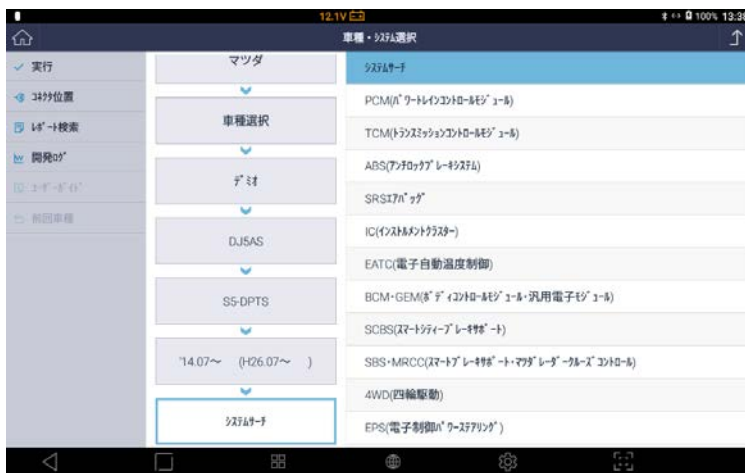 12.1V
100% 13:38
車種・ｼｽﾃﾑ選択
実行
ｺﾈｸﾀ位置
ﾚﾎﾟｰﾄ検索
開発ﾛｸﾞ
ﾕｰｻﾞｰｶﾞｲﾄﾞ
前回車種
マツダ
車種選択
ﾃﾞﾐｵ
DJ5AS
S5-DPTS
'14.07～ (H26.07～ )
ｼｽﾃﾑｻｰﾁ
ｼｽﾃﾑｻｰﾁ
PCM(ﾊﾟﾜｰﾄﾚｲﾝｺﾝﾄﾛｰﾙﾓｼﾞｭｰﾙ)
TCM(ﾄﾗﾝｽﾐｯｼｮﾝｺﾝﾄﾛｰﾙﾓｼﾞｭｰﾙ)
ABS(ｱﾝﾁﾛｯｸﾌﾞﾚｰｷｼｽﾃﾑ)
SRSｴｱﾊﾞｯｸﾞ
IC(ｲﾝｽﾄﾙﾒﾝﾄｸﾗｽﾀｰ)
EATC(電子自動温度制御)
BCM・GEM(ﾎﾞﾃﾞｨｺﾝﾄﾛｰﾙﾓｼﾞｭｰﾙ・汎用電子ﾓｼﾞｭｰﾙ)
SCBS(ｽﾏｰﾄｼﾃｨｰﾌﾞﾚｰｷｻﾎﾟｰﾄ)
SBS・MRCC(ｽﾏｰﾄﾌﾞﾚｰｷｻﾎﾟｰﾄ・ﾏﾂﾀﾞﾚｰﾀﾞｰｸﾙｰｽﾞｺﾝﾄﾛｰﾙ)
4WD(四輪駆動)
EPS(電子制御ﾊﾟﾜｰｽﾃｱﾘﾝｸﾞ)